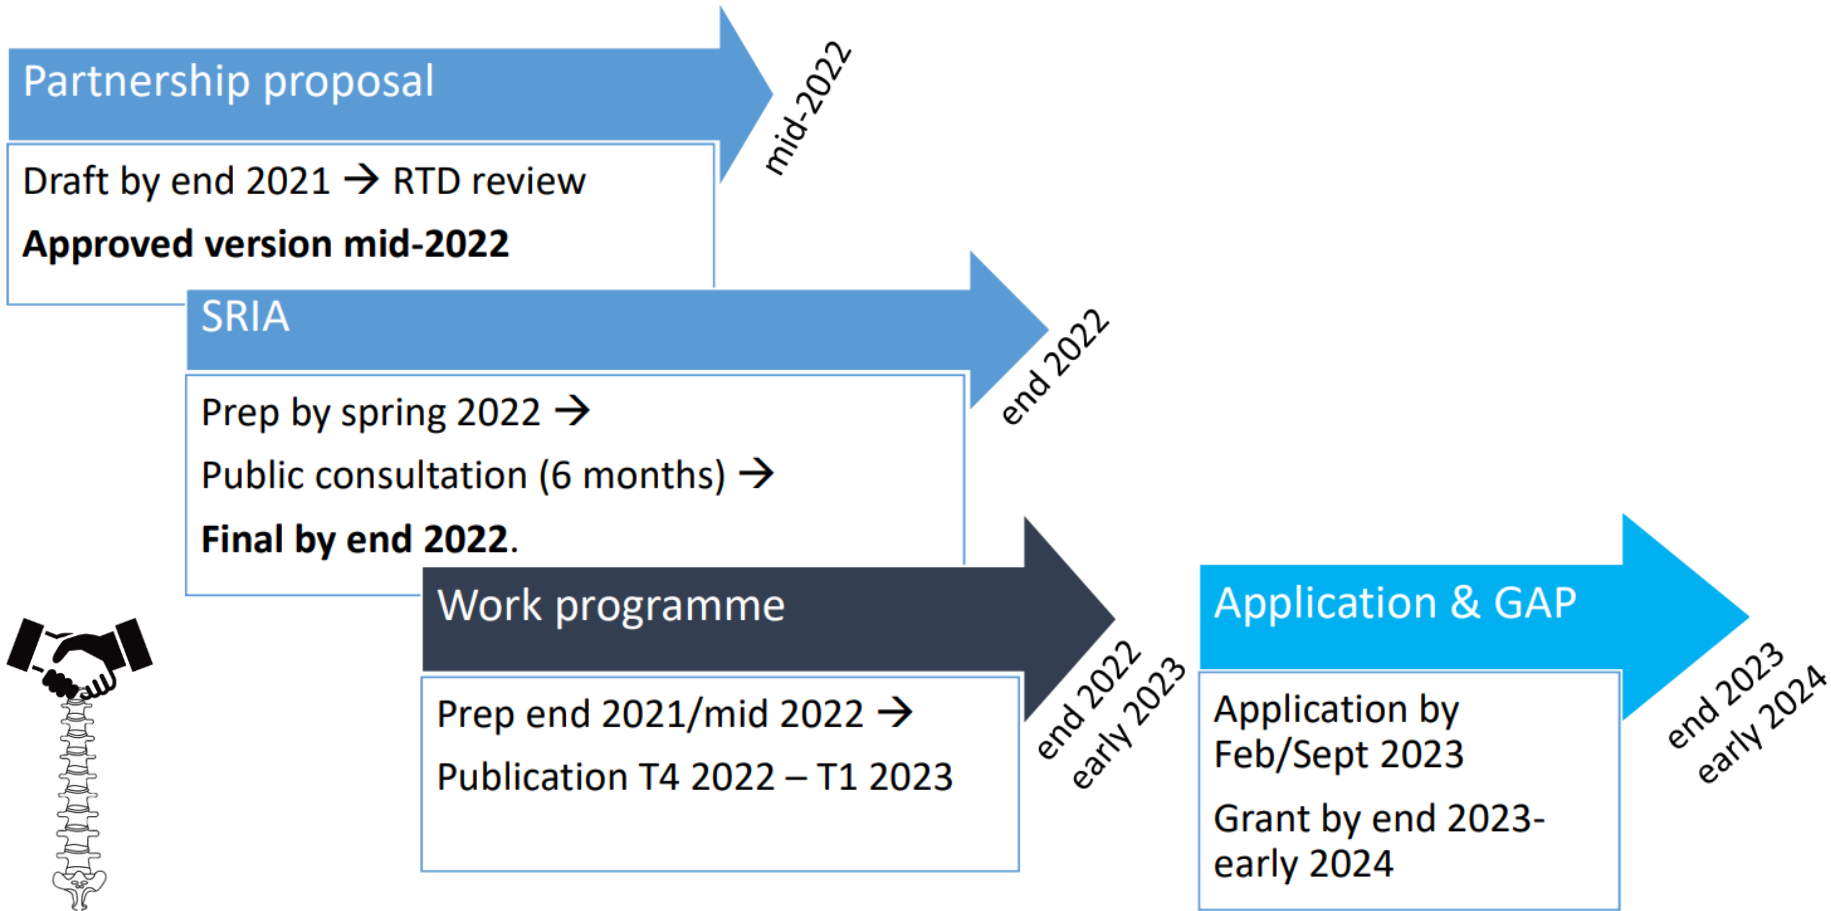 Partnership proposal
mid-2022
Draft by end 2021 → RTD review
Approved version mid-2022
SRIA
end 2022
Prep by spring 2022 →
Public consultation (6 months) →
Final by end 2022.
Work programme
end 2022
early 2023
Prep end 2021/mid 2022 →
Publication T4 2022 – T1 2023
Application & GAP
end 2023
early 2024
Application by
Feb/Sept 2023
Grant by end 2023-
early 2024